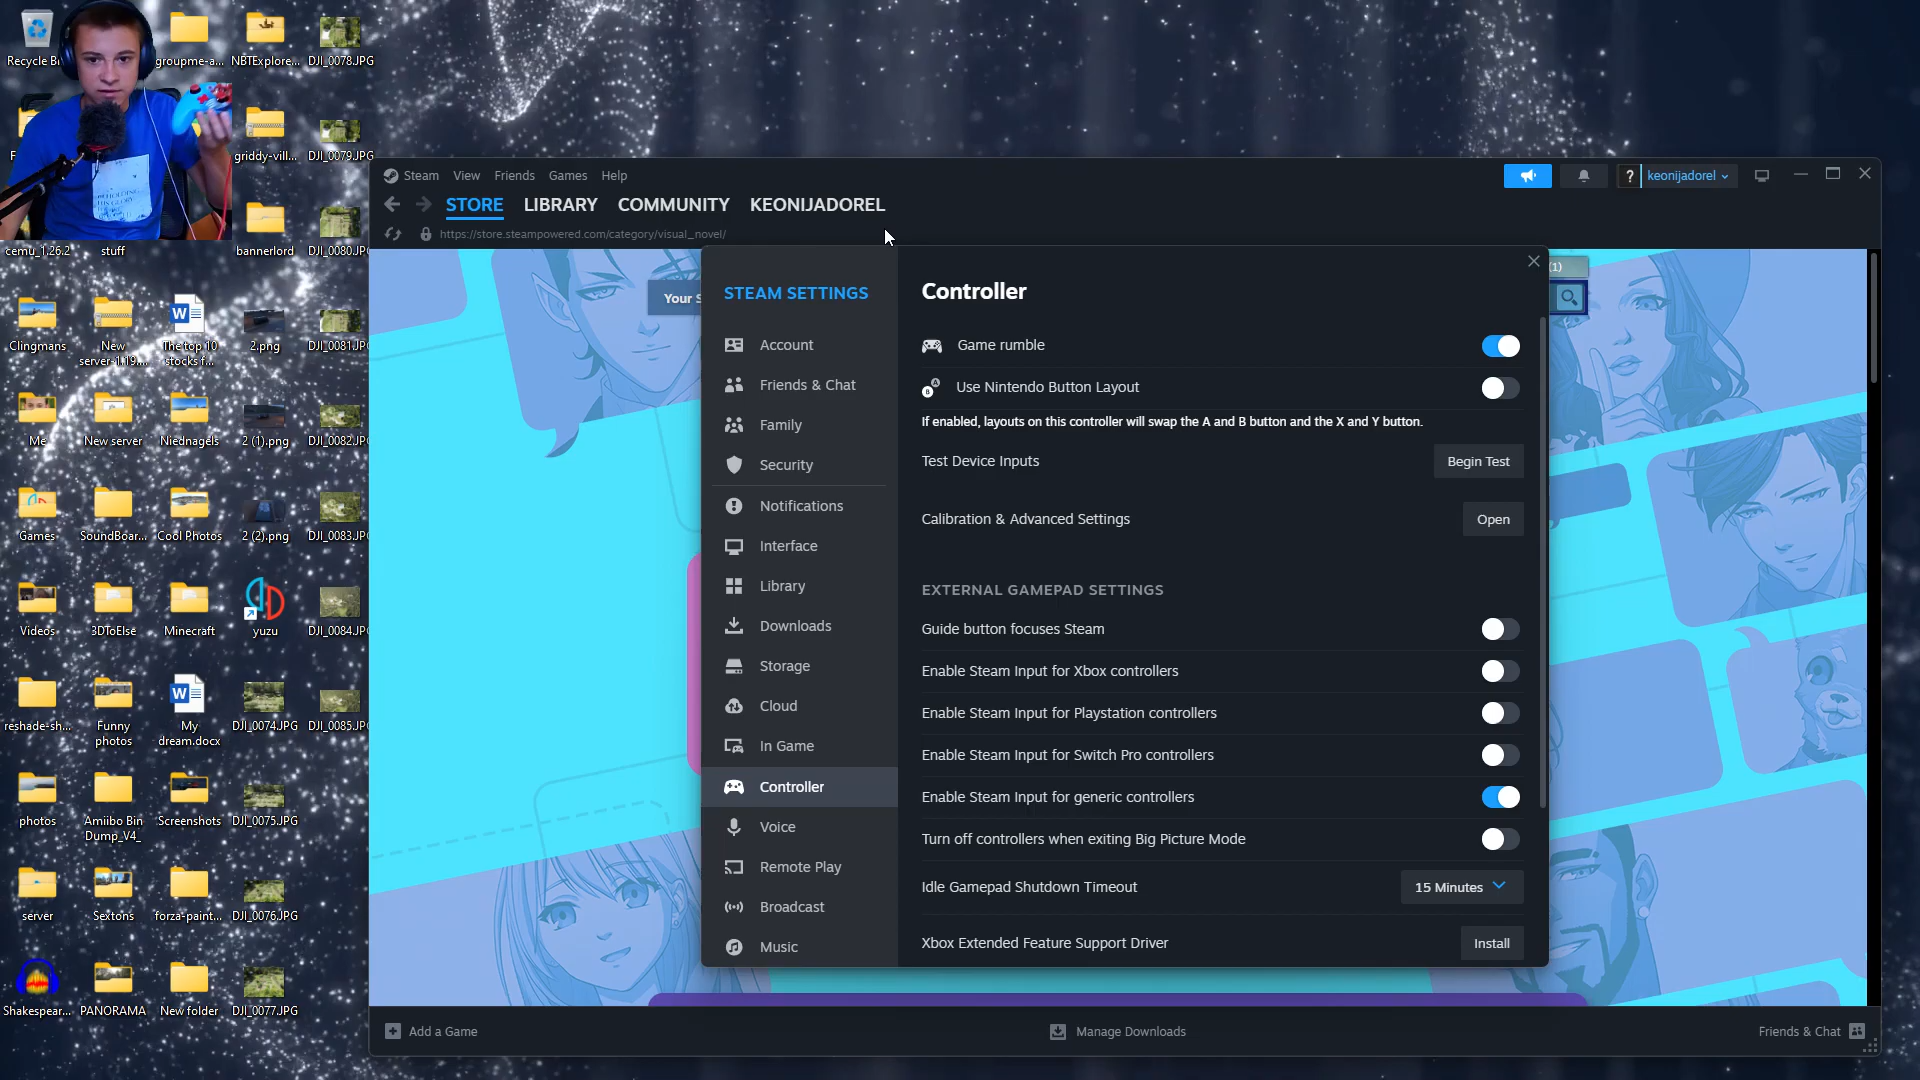 Recycle Bi
groupme-a...
NBTExplore...
DJI_0078.JPG
griddy-vill...
DJI_0079.JPG
cemu_1.26.2
stuff
bannerlord
DJI_0080.JPG
Clingmans
New
server-1.19....
The top 10
stocks f...
2.png
DJI_0081.JPG
Me
New server
Niednagels
2 (1).png
DJI_0082.JPG
Games
SoundBoar...
Cool Photos
2 (2).png
DJI_0083.JPG
Videos
3DToElse
Minecraft
yuzu
DJI_0084.JPG
reshade-sh...
Funny
photos
My
dream.docx
DJI_0074.JPG
DJI_0085.JPG
photos
Amiibo Bin
Dump_V4_
Screenshots
DJI_0075.JPG
server
Sextons
forza-paint...
DJI_0076.JPG
Shakespear...
PANORAMA
New folder
DJI_0077.JPG
Steam View Friends Games Help
? keonijadorel
STORE LIBRARY COMMUNITY KEONIJADOREL
https://store.steampowered.com/category/visual_novel/
Your S
(1)
STEAM SETTINGS
Account
Friends & Chat
Family
Security
Notifications
Interface
Library
Downloads
Storage
Cloud
In Game
Controller
Voice
Remote Play
Broadcast
Music
Controller
Game rumble
Use Nintendo Button Layout
If enabled, layouts on this controller will swap the A and B button and the X and Y button.
Test Device Inputs Begin Test
Calibration & Advanced Settings Open
EXTERNAL GAMEPAD SETTINGS
Guide button focuses Steam
Enable Steam Input for Xbox controllers
Enable Steam Input for Playstation controllers
Enable Steam Input for Switch Pro controllers
Enable Steam Input for generic controllers
Turn off controllers when exiting Big Picture Mode
Idle Gamepad Shutdown Timeout 15 Minutes
Xbox Extended Feature Support Driver Install
Add a Game
Manage Downloads
Friends & Chat